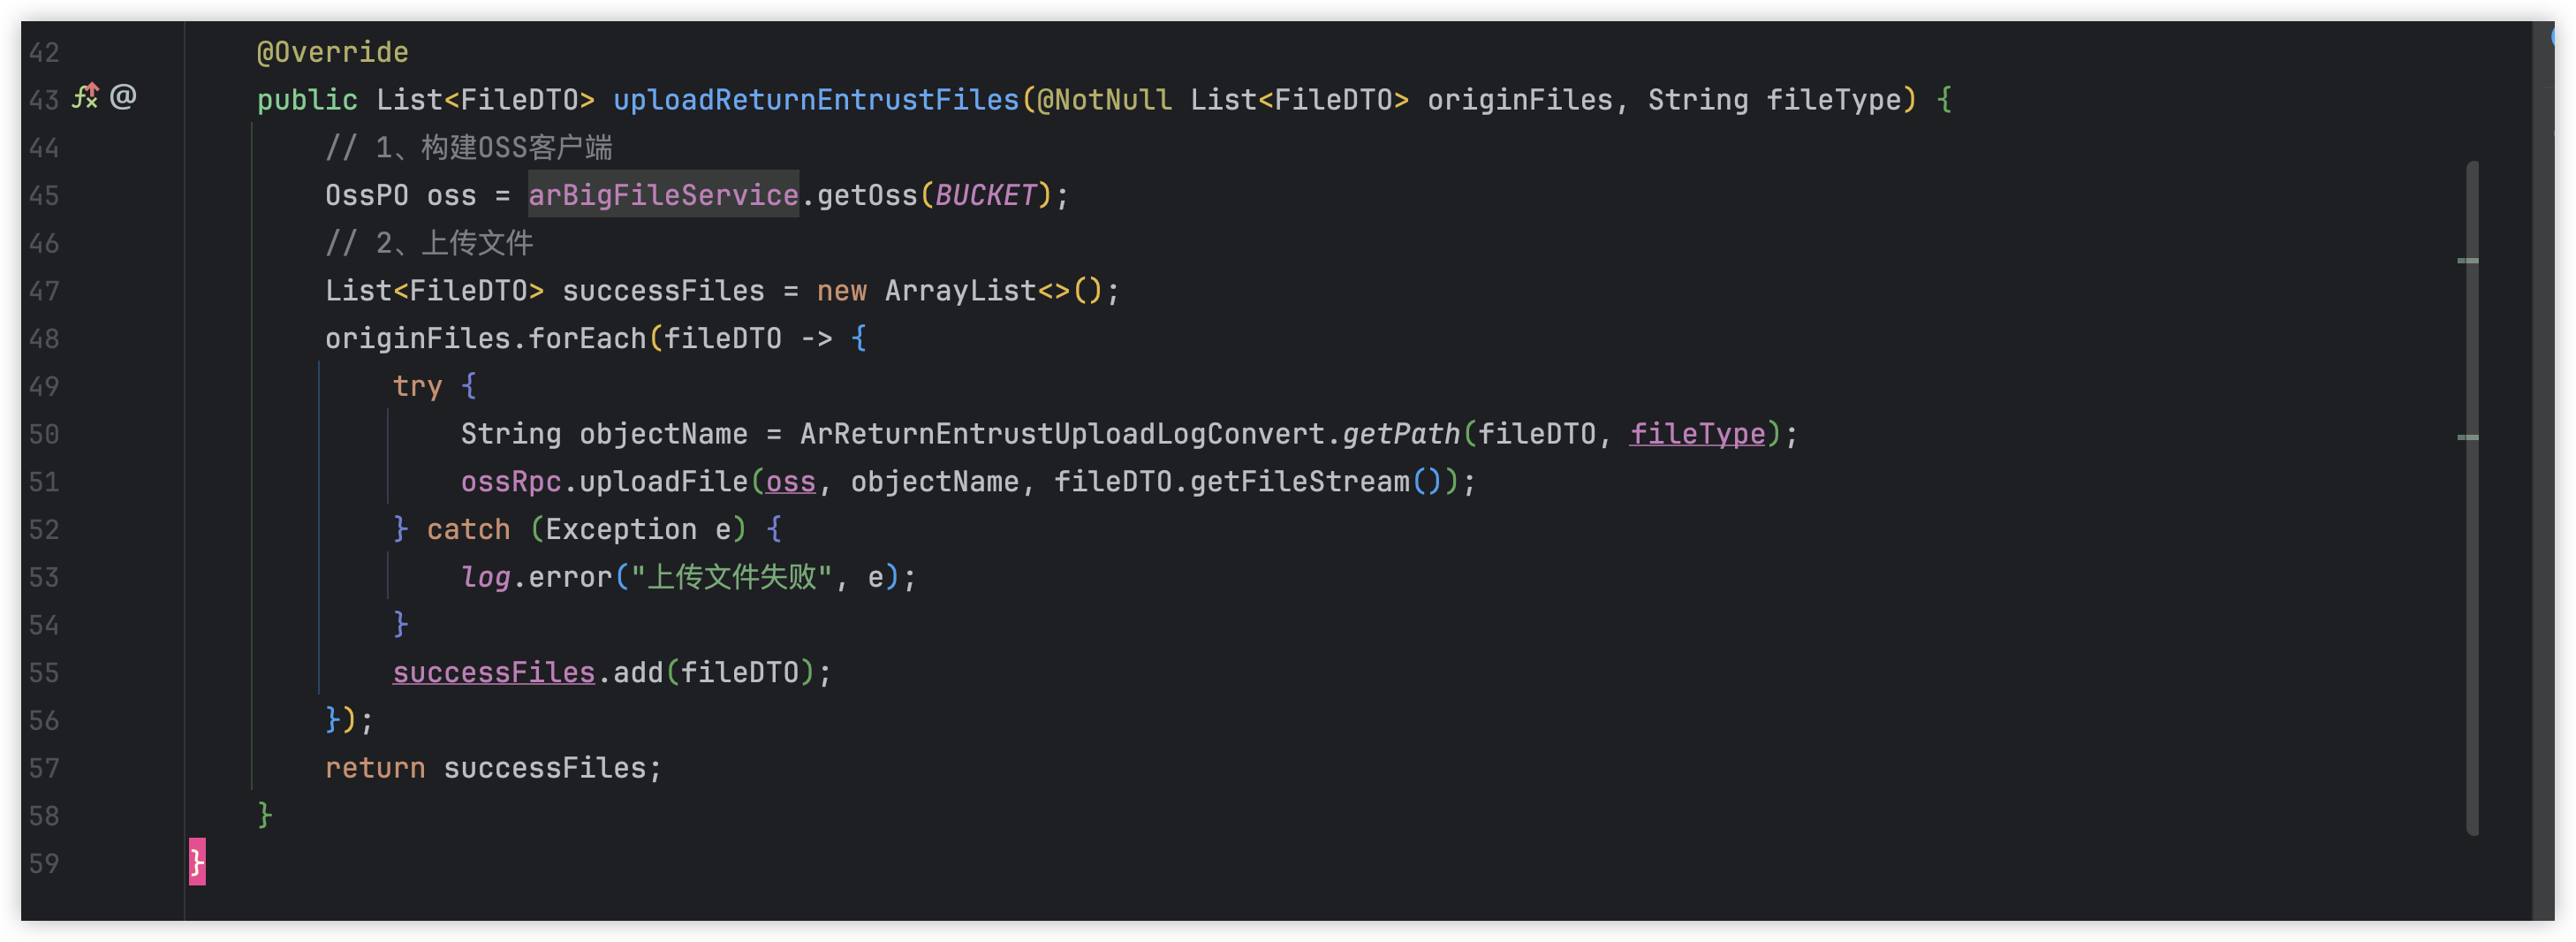 42 @Override
43 @ public List<FileDTO> uploadReturnEntrustFiles(@NotNull List<FileDTO> originFiles, String fileType) {
44 // 1、构建OSS客户端
45 OssPO oss = arBigFileService.getOss(BUCKET);
46 // 2、上传文件
47 List<FileDTO> successFiles = new ArrayList<>();
48 originFiles.forEach(fileDTO -> {
49 try {
50 String objectName = ArReturnEntrustUploadLogConvert.getPath(fileDTO, fileType);
51 ossRpc.uploadFile(oss, objectName, fileDTO.getFileStream());
52 } catch (Exception e) {
53 log.error("上传文件失败", e);
54 }
55 successFiles.add(fileDTO);
56 });
57 return successFiles;
58 }
59 }